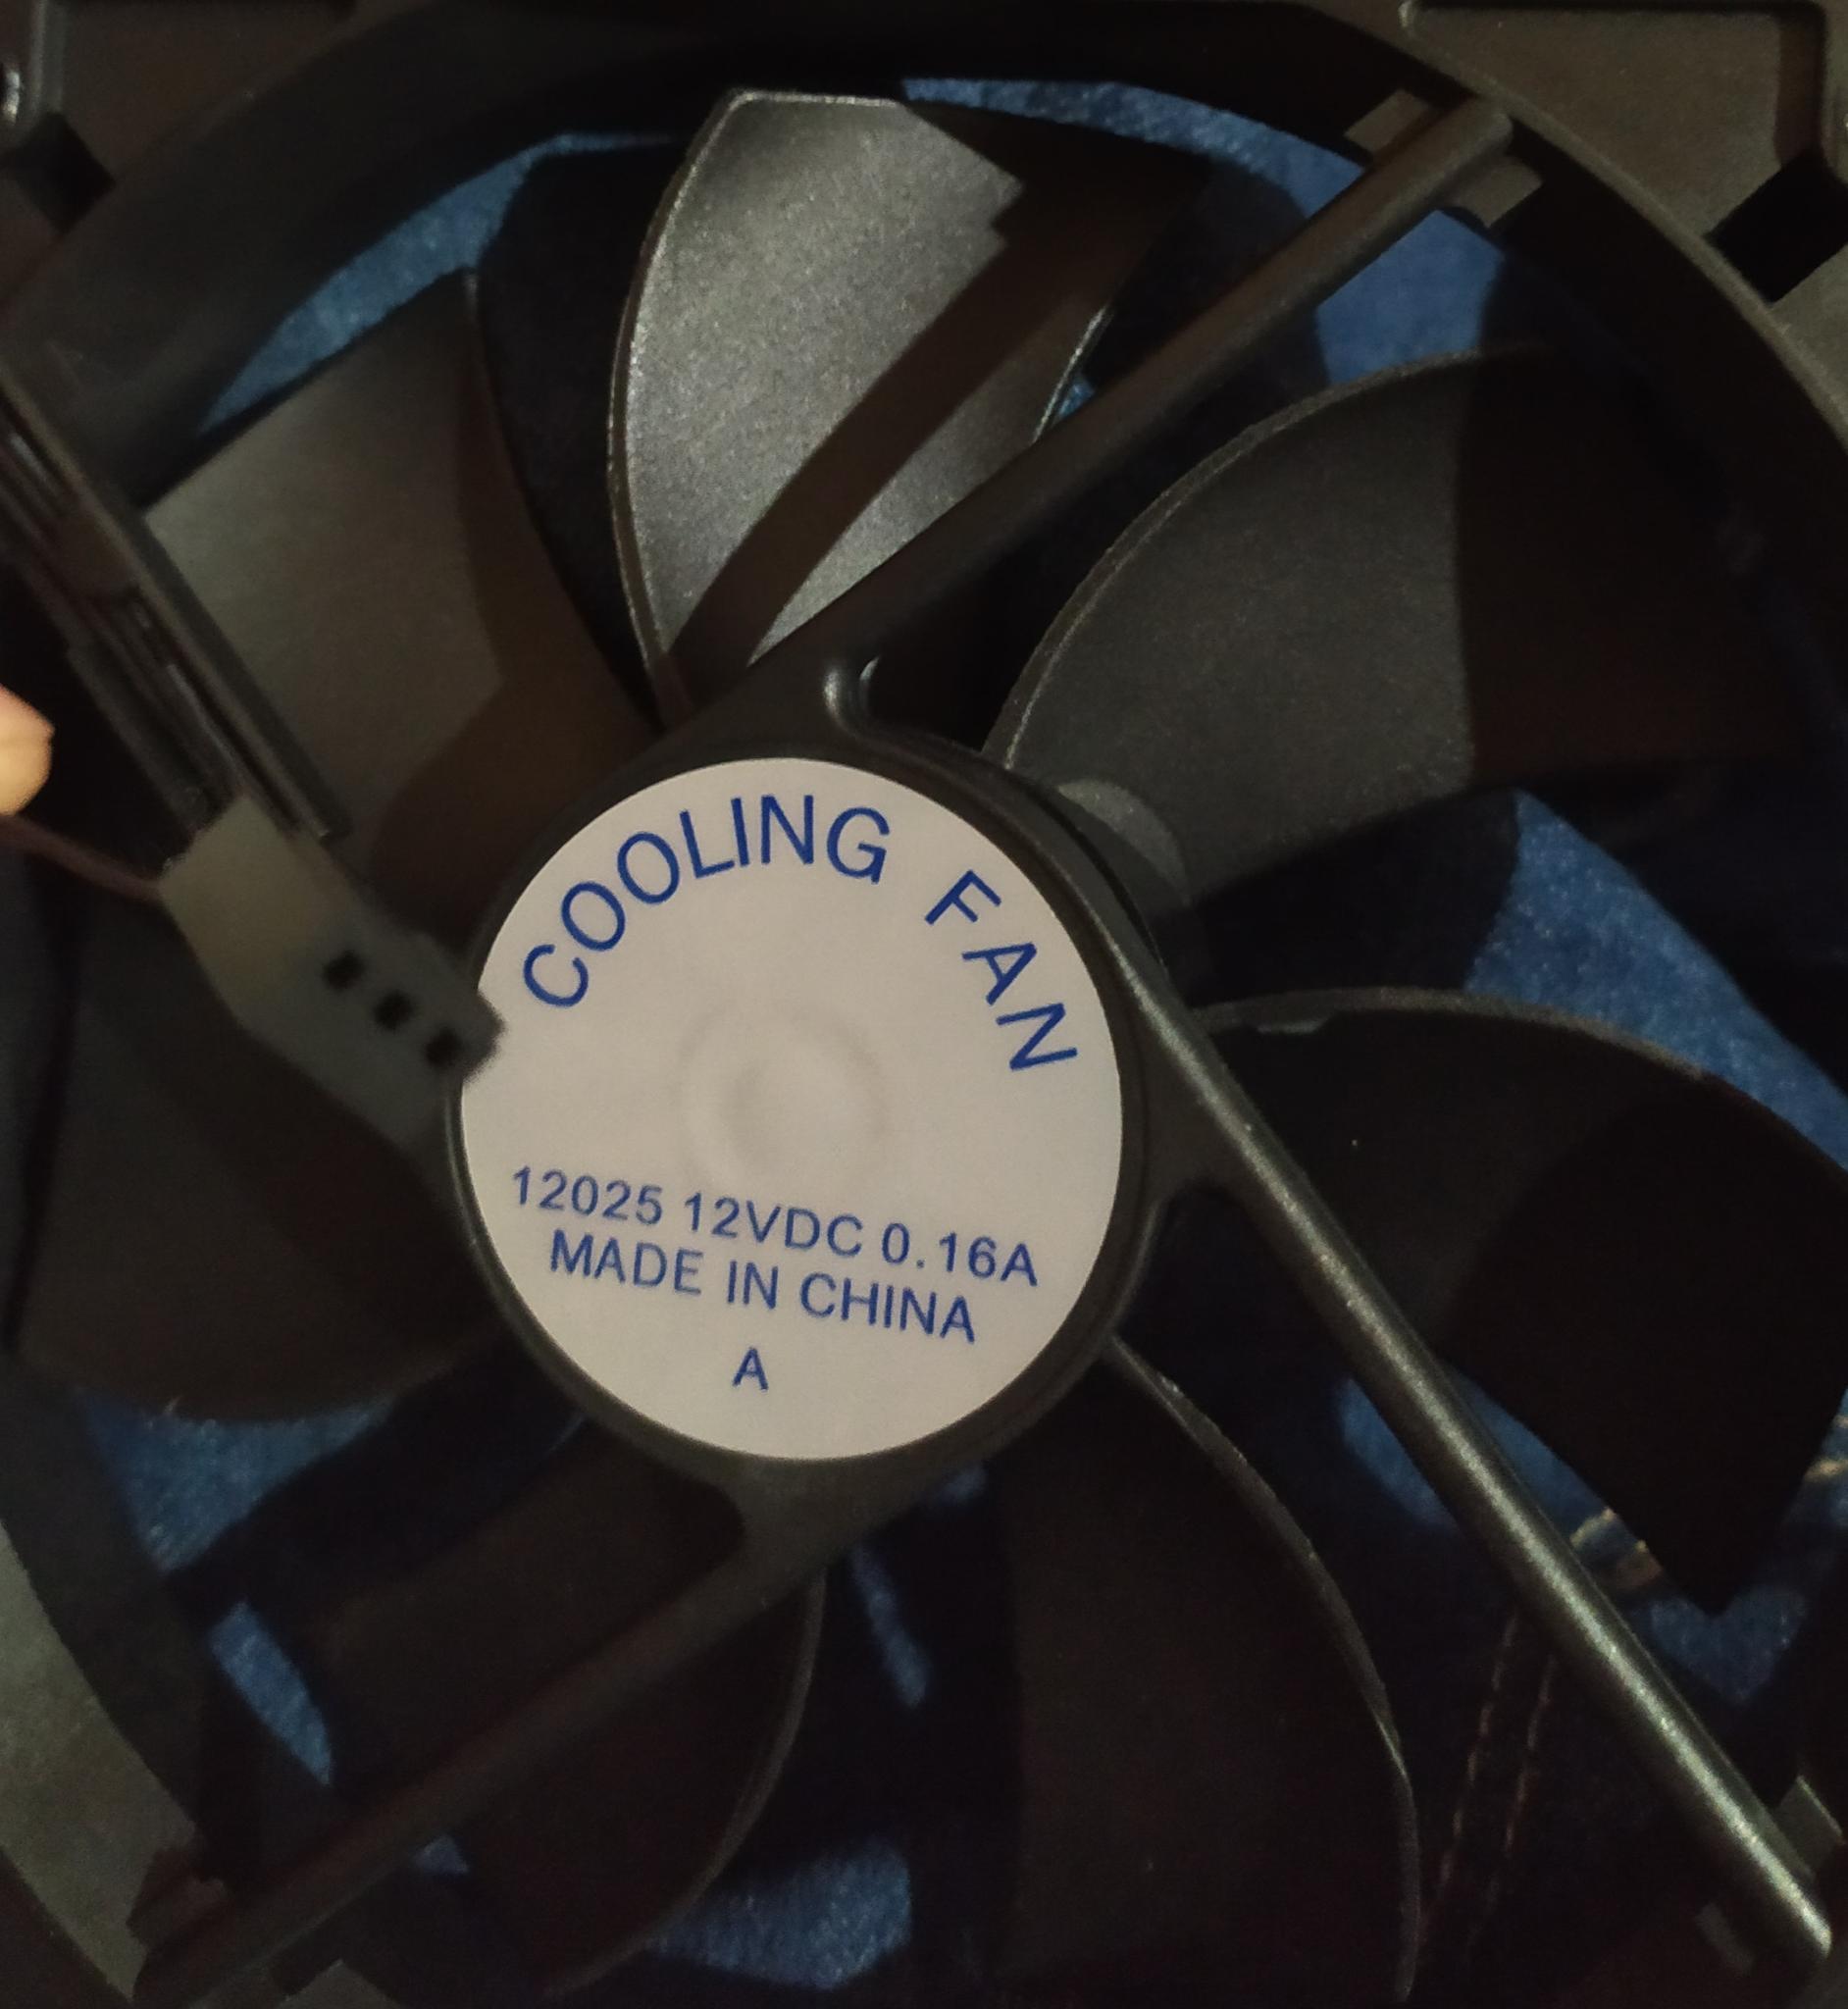 COOLING FAN
12025 12VDC 0.16A
MADE IN CHINA
A